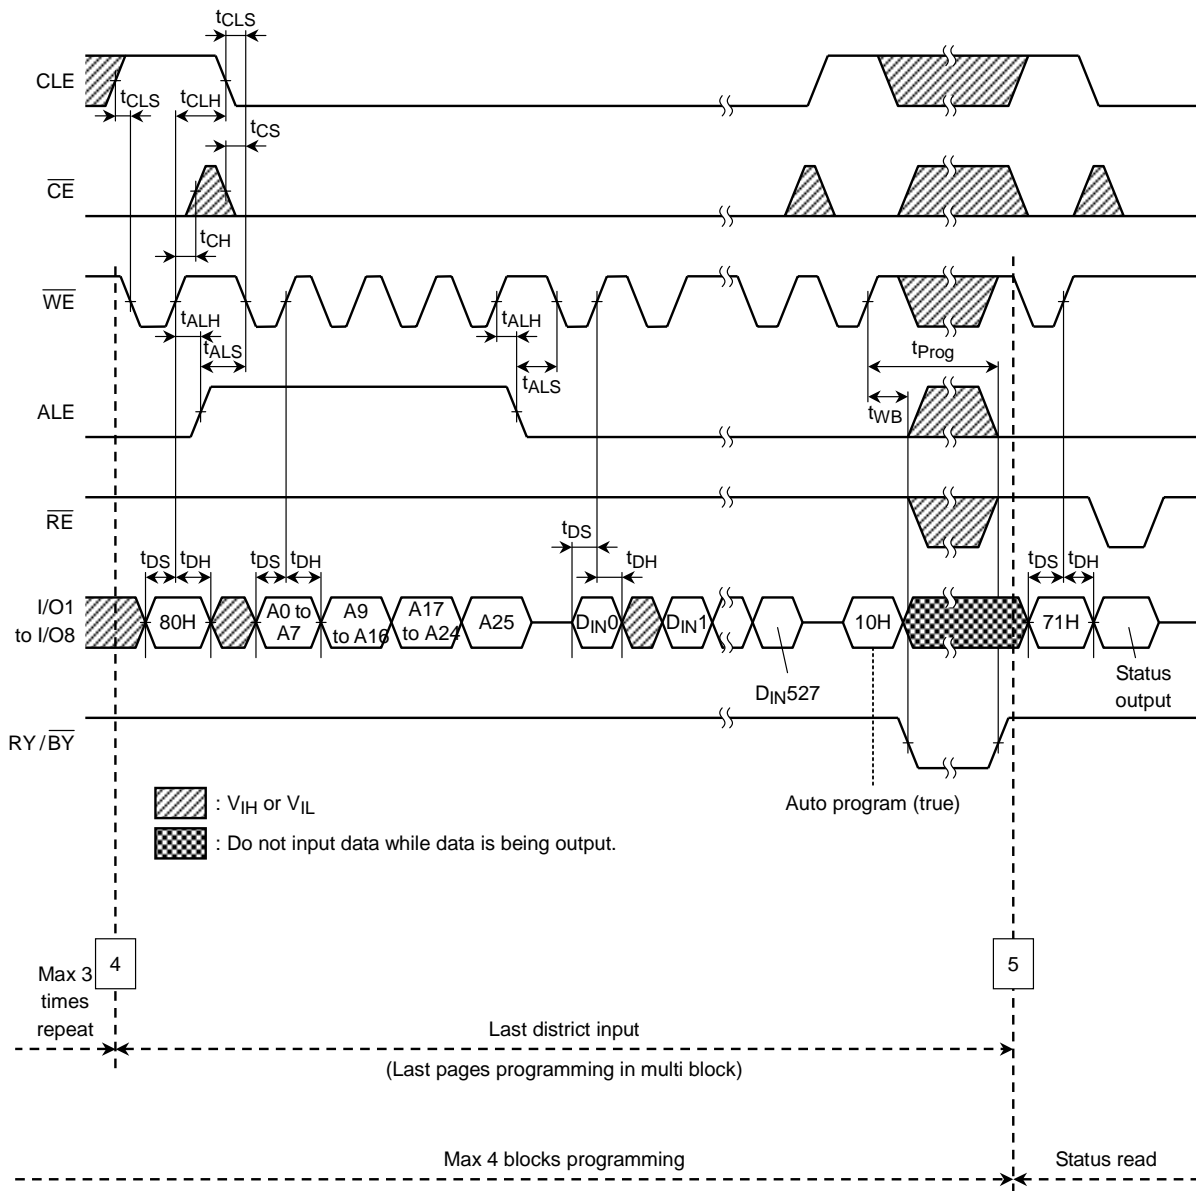 tCLS
CLE
tCLS
tCLH
tCS
CE
tCH
WE
tALH
tALS
tALH
tALS
tProg
tWB
ALE
RE
tDS
tDH
tDS
tDH
tDS
tDH
tDS
tDH
I/O1
to I/O8
80H
A0 to
A7
A9
to A16
A17
to A24
A25
DIN0
DIN1
10H
71H
DIN527
Status
output
RY/BY
Auto program (true)
: VIH or VIL
: Do not input data while data is being output.
4
5
Max 3
times
repeat
Last district input
(Last pages programming in multi block)
Max 4 blocks programming
Status read